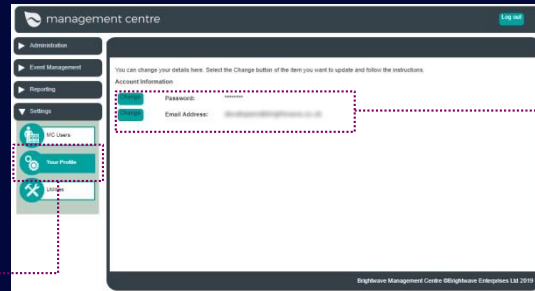 management centre
Log out
Administration
Event Management
Reporting
Settings
MC Users
Your Profile
Utilities
You can change your details here. Select the Change button of the item you want to update and follow the instructions.
Account Information
Change Password: ********
Change Email Address:
Brightwave Management Centre ©Brightwave Enterprises Ltd 2019